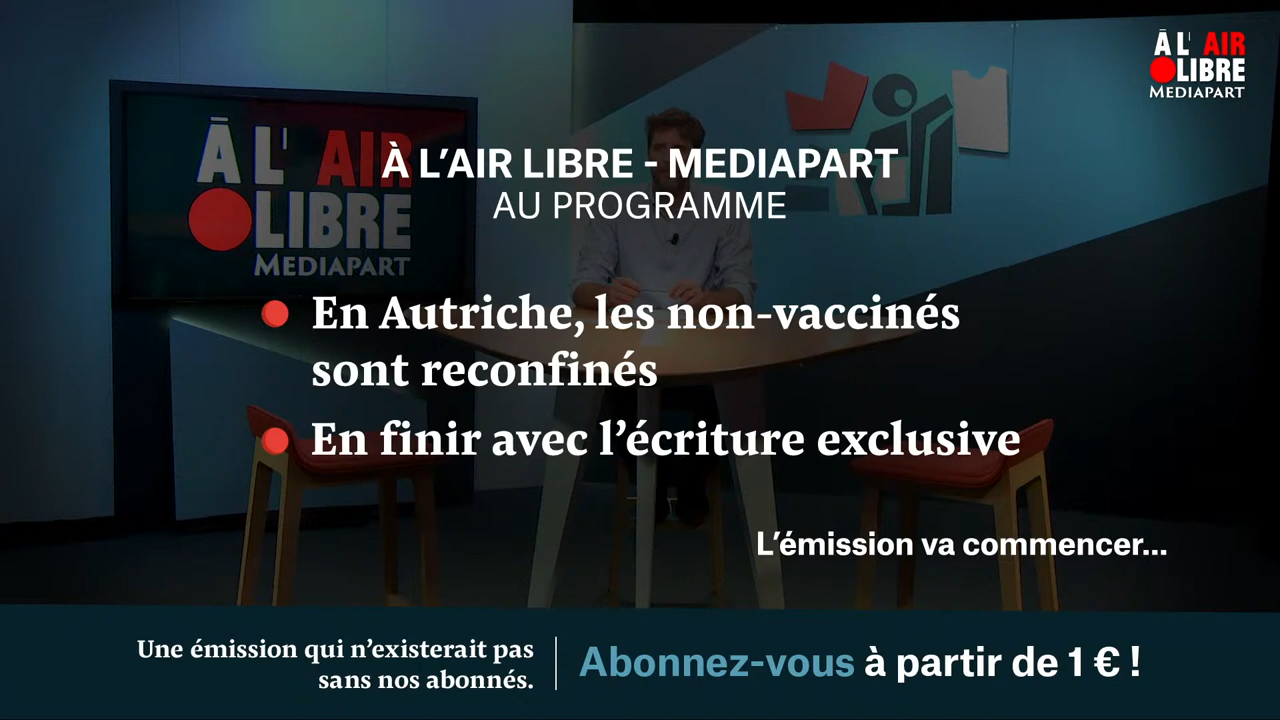 À L' AIR
LIBRE
MEDIAPART
À L' AIR
LIBRE
MEDIAPART
À L’AIR LIBRE - MEDIAPART
AU PROGRAMME
En Autriche, les non-vaccinés
sont reconfinés
En finir avec l’écriture exclusive
L’émission va commencer...
Une émission qui n’existerait pas
sans nos abonnés.
Abonnez-vous à partir de 1 € !